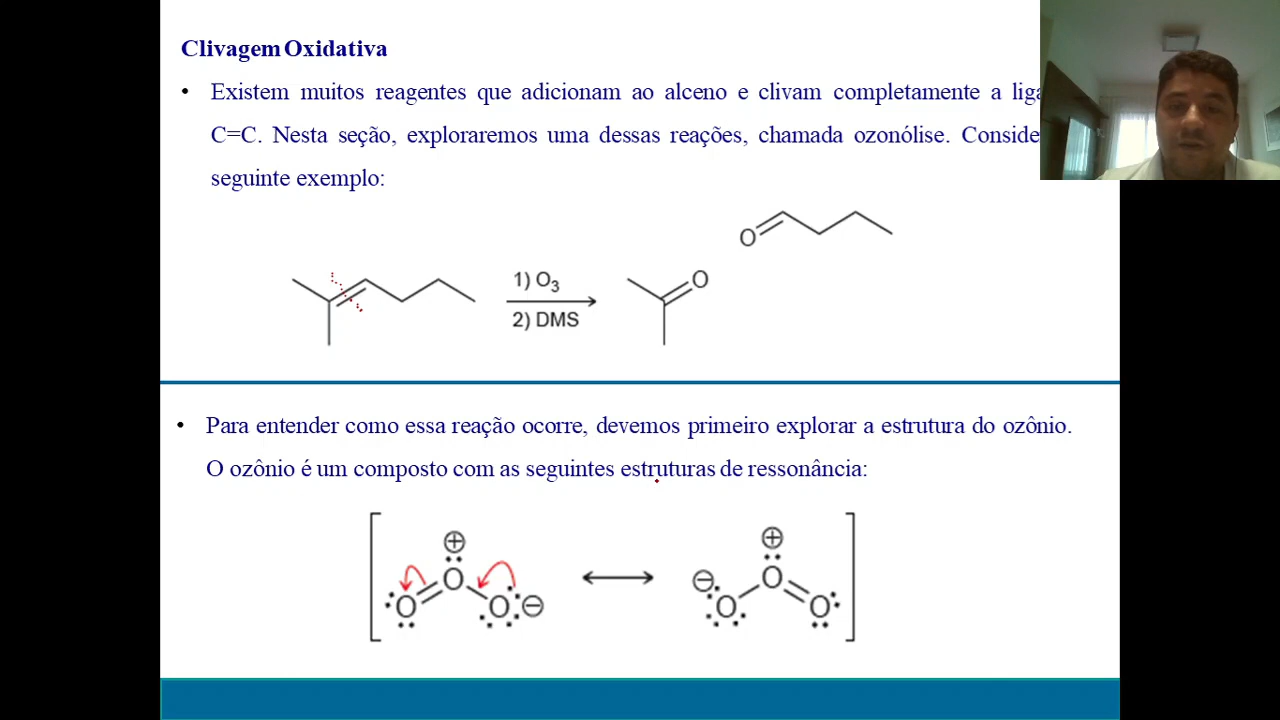 Clivagem Oxidativa
• Existem muitos reagentes que adicionam ao alceno e clivam completamente a
C=C. Nesta seção, exploraremos uma dessas reações, chamada ozonólise.
seguinte exemplo:
O
1) O₃
2) DMS
O
• Para entender como essa reação ocorre, devemos primeiro explorar a estrutura do ozônio.
O ozônio é um composto com as seguintes estruturas de ressonância:
⊕ ⊕
O O
⊖
O O ⊖ O O